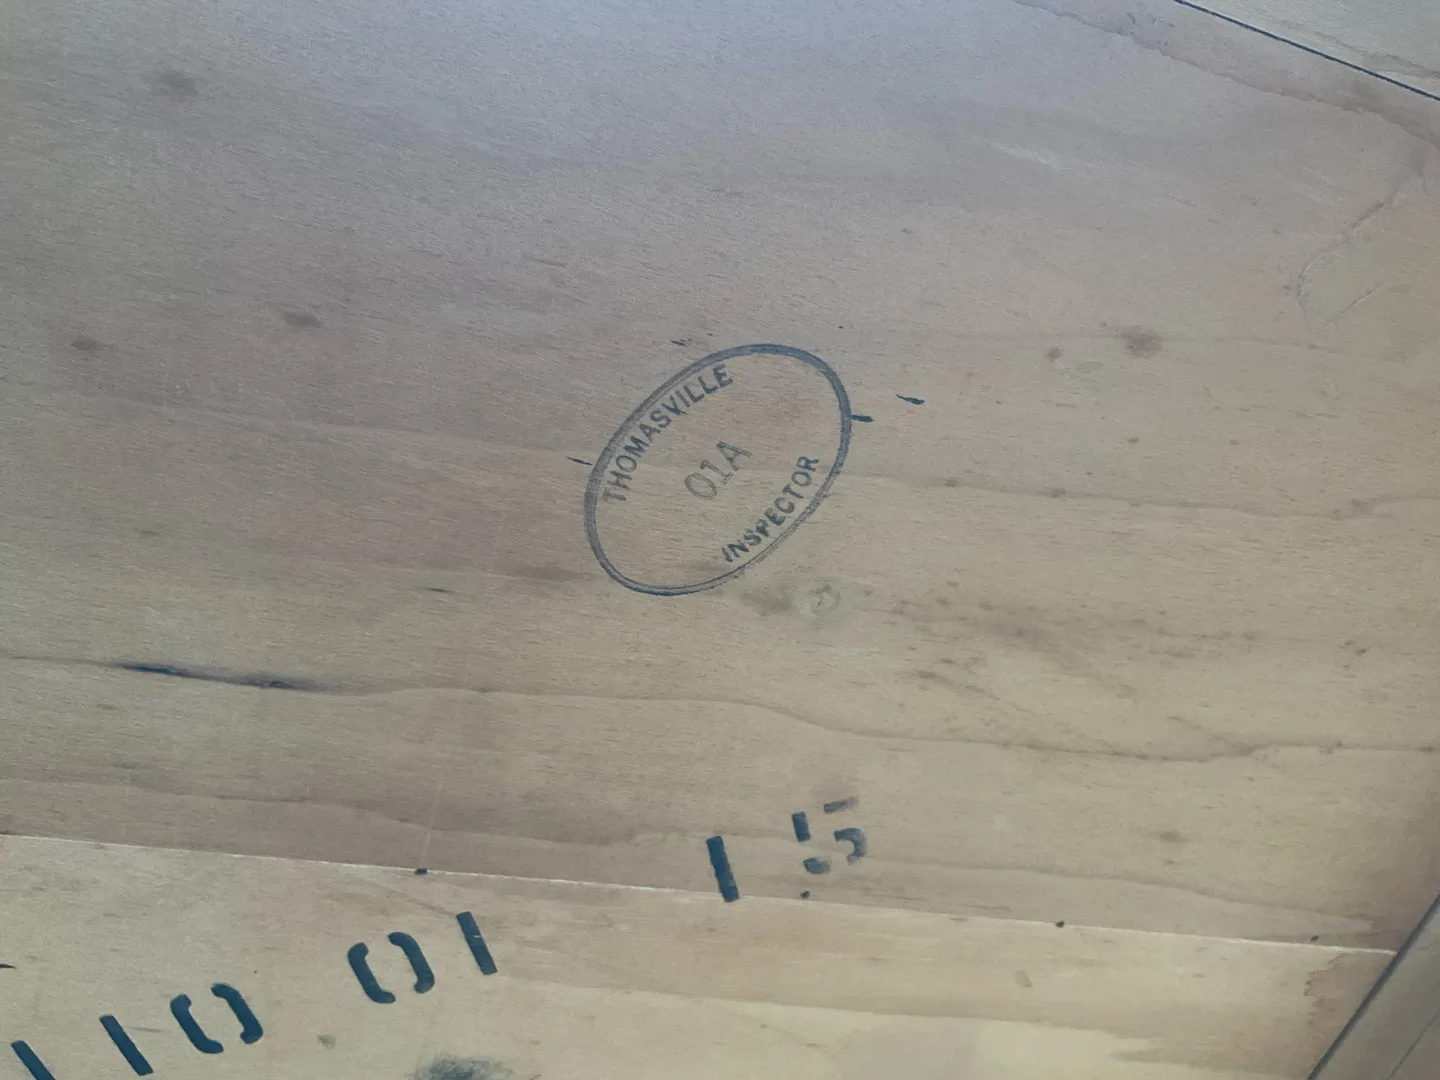 THOMASVILLE
01A
INSPECTOR
110 01 15